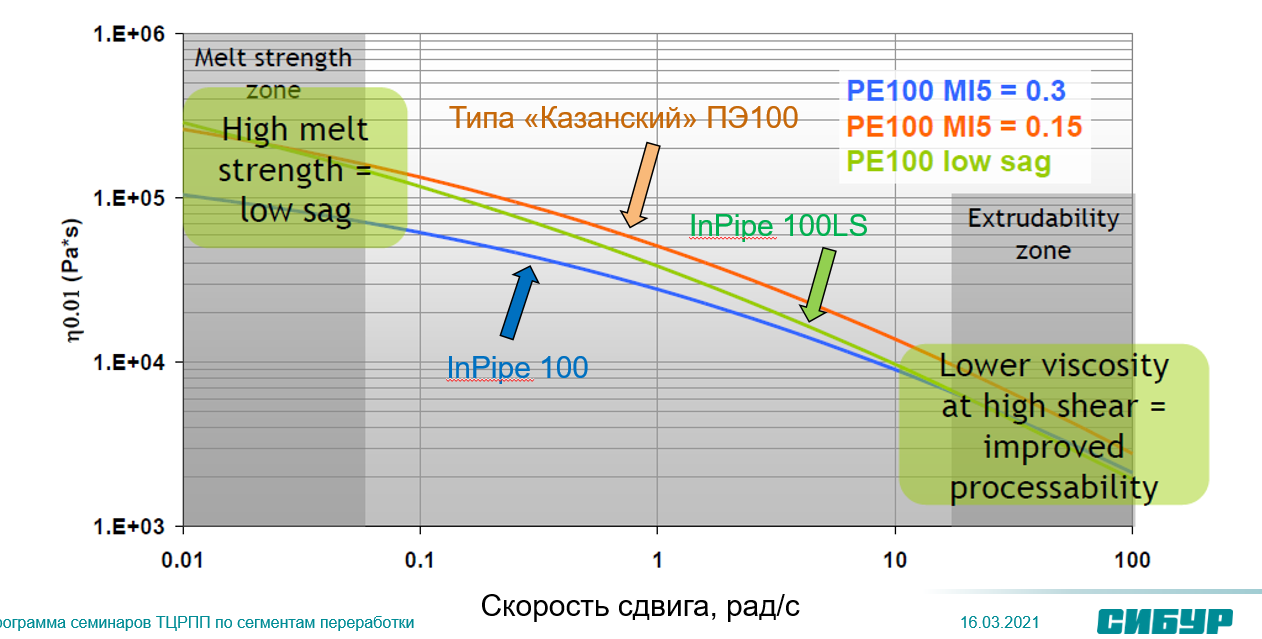 1.E+06
Melt strength
zone
High melt
strength =
low sag
Типа «Казанский» ПЭ100
PE100 MI5 = 0.3
PE100 MI5 = 0.15
PE100 low sag
1.E+05
InPipe 100LS
Extrudability
zone
η0.01 (Pa*s)
1.E+04
InPipe 100
Lower viscosity
at high shear =
improved
processability
1.E+03
0.01 0.1 1 10 100
Скорость сдвига, рад/с
семинаров ТЦРПП по сегментам переработки
16.03.2021
СИБУР